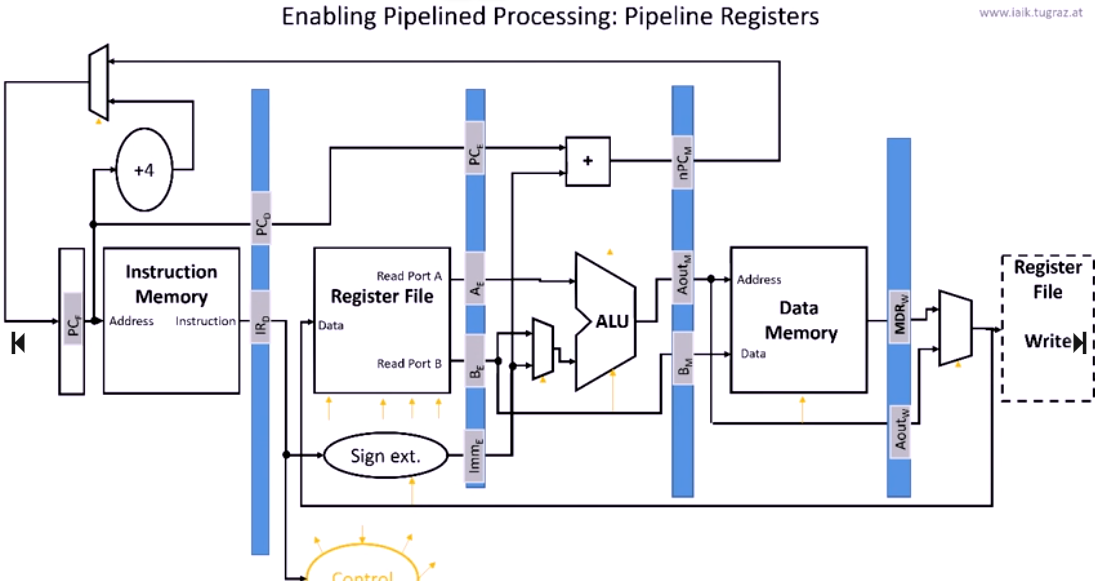 Enabling Pipelined Processing: Pipeline Registers
www.iaik.tugraz.at
+4
PC_D
PC_E
+
nPC_M
PC_F
Instruction
Memory
Address
Instruction
IR_D
Register File
Read Port A
Data
Read Port B
A_E
B_E
Imm_E
Sign ext.
ALU
Aout_M
B_M
Data
Memory
Address
Data
MDR_W
Aout_W
Register
File
Write
Control